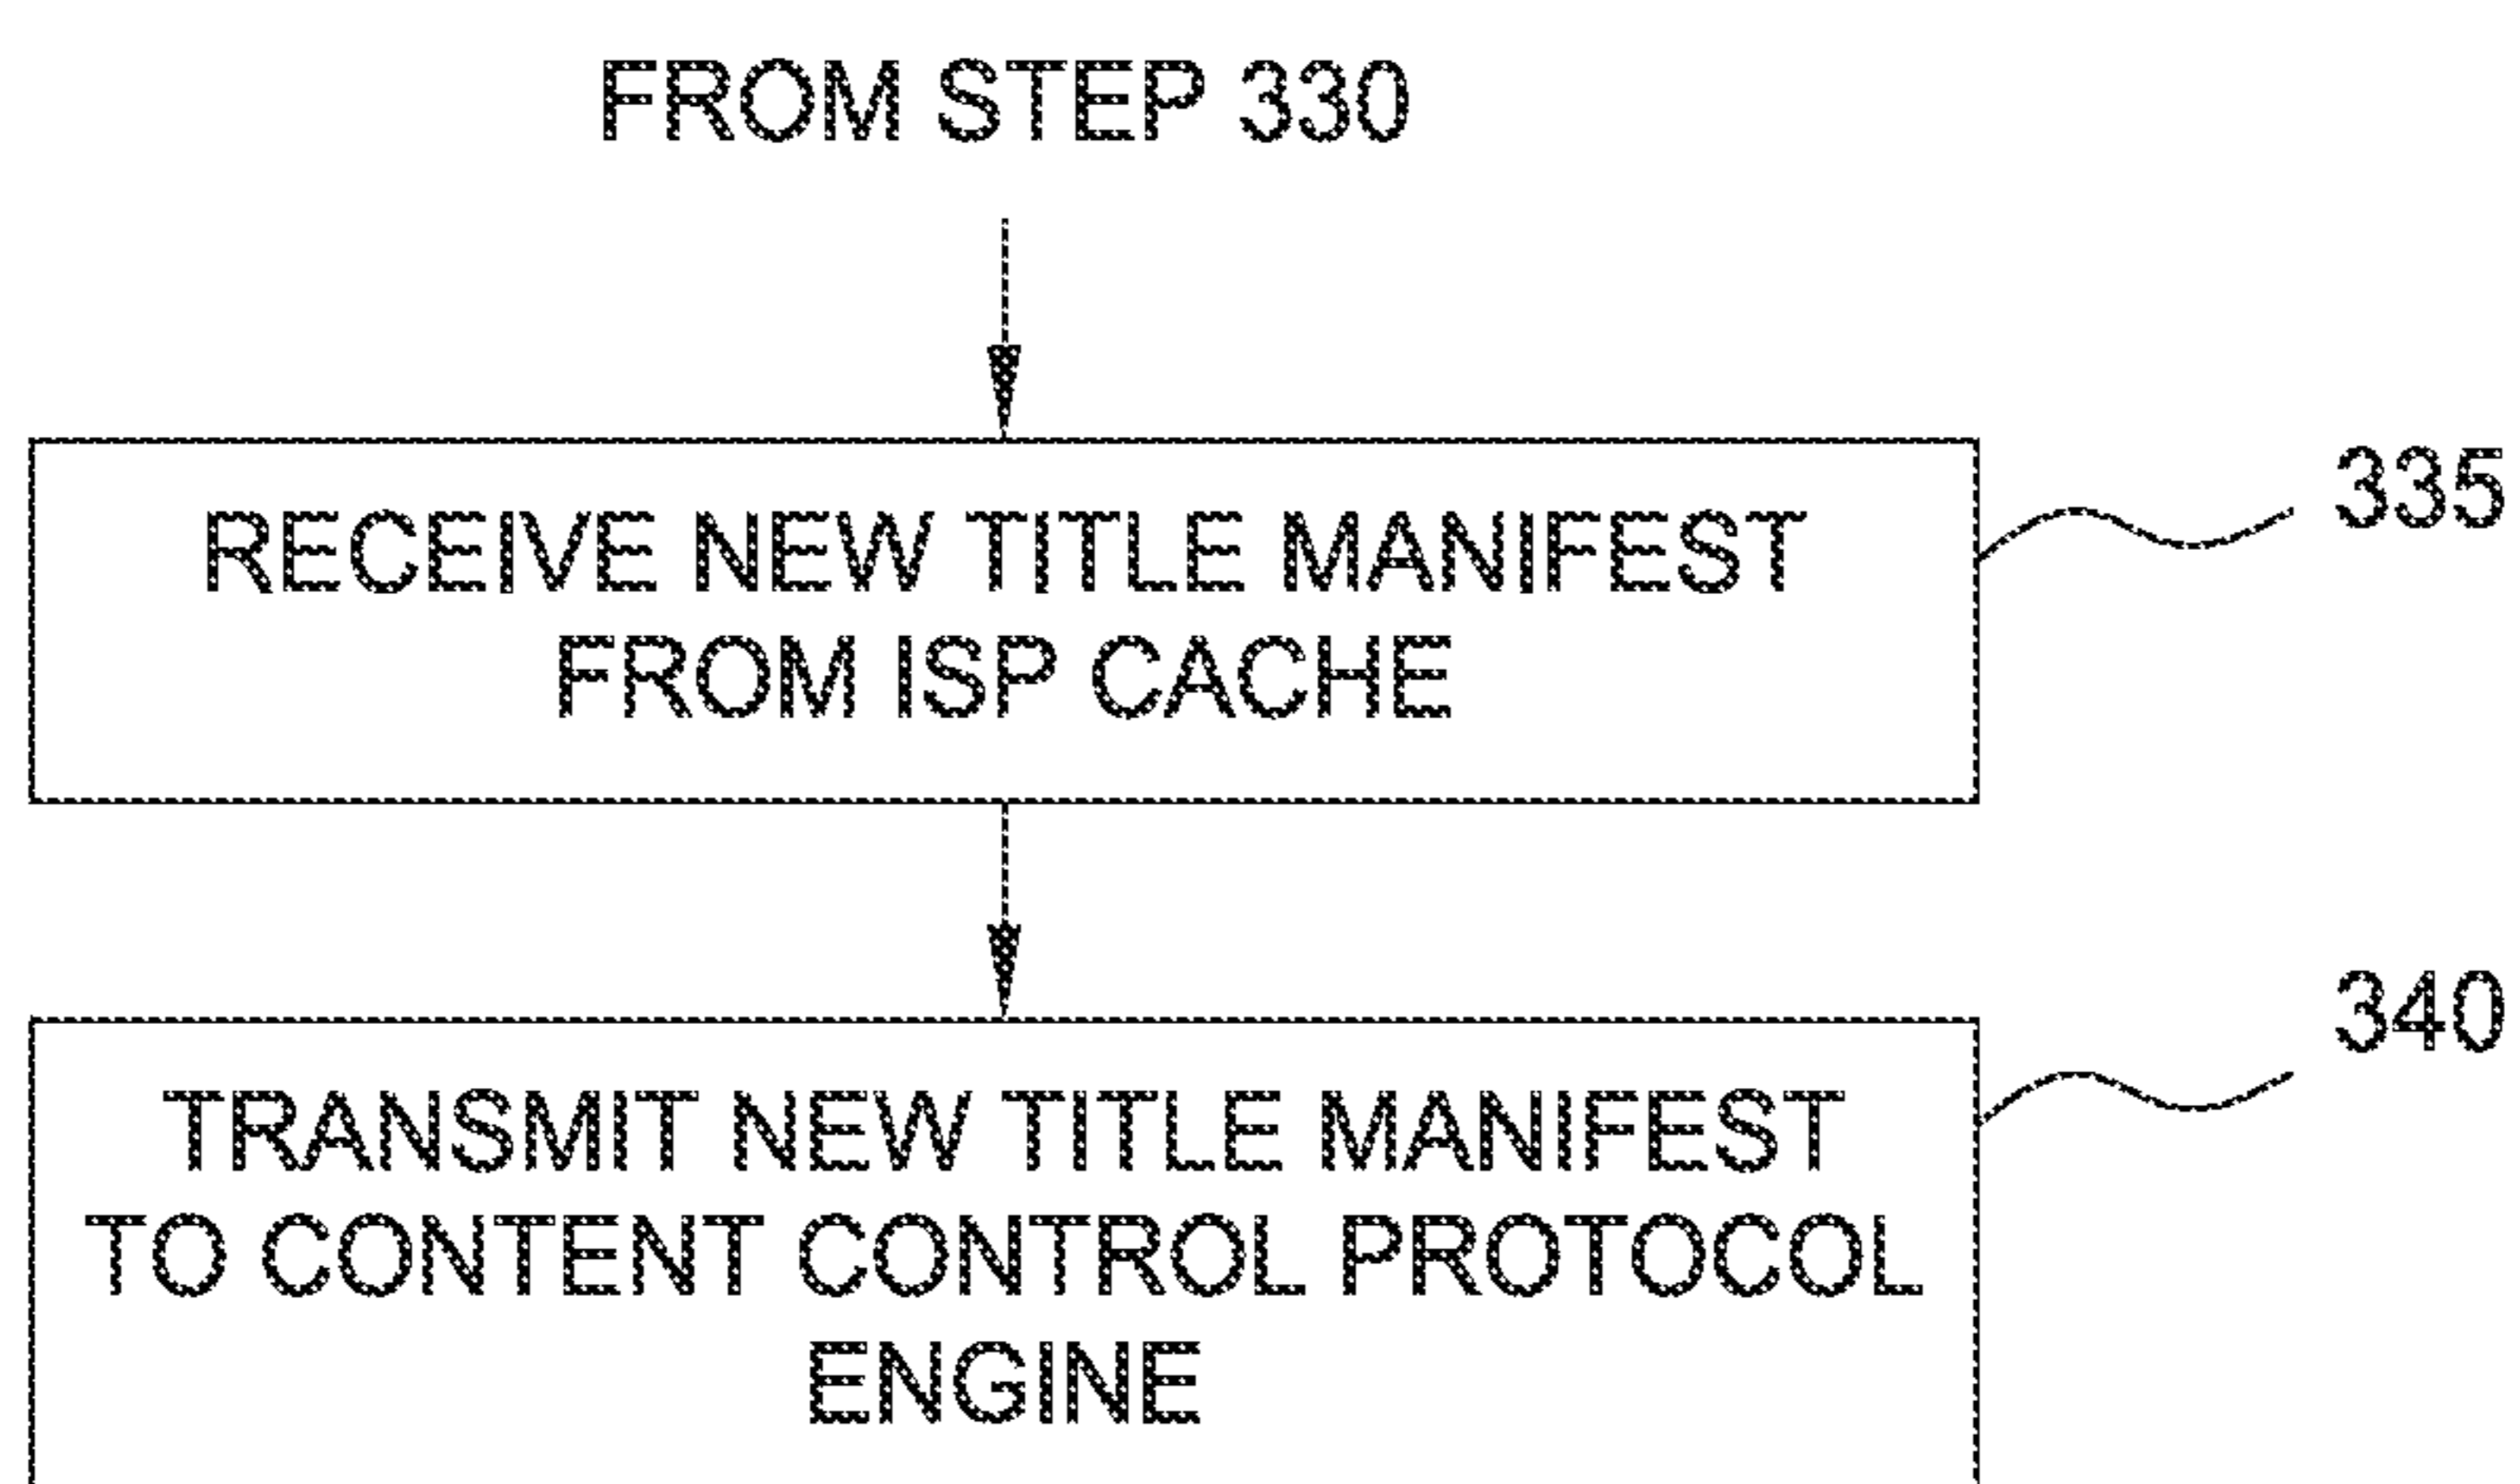 FROM STEP 330
RECEIVE NEW TITLE MANIFEST
FROM ISP CACHE
335
TRANSMIT NEW TITLE MANIFEST
TO CONTENT CONTROL PROTOCOL
ENGINE
340